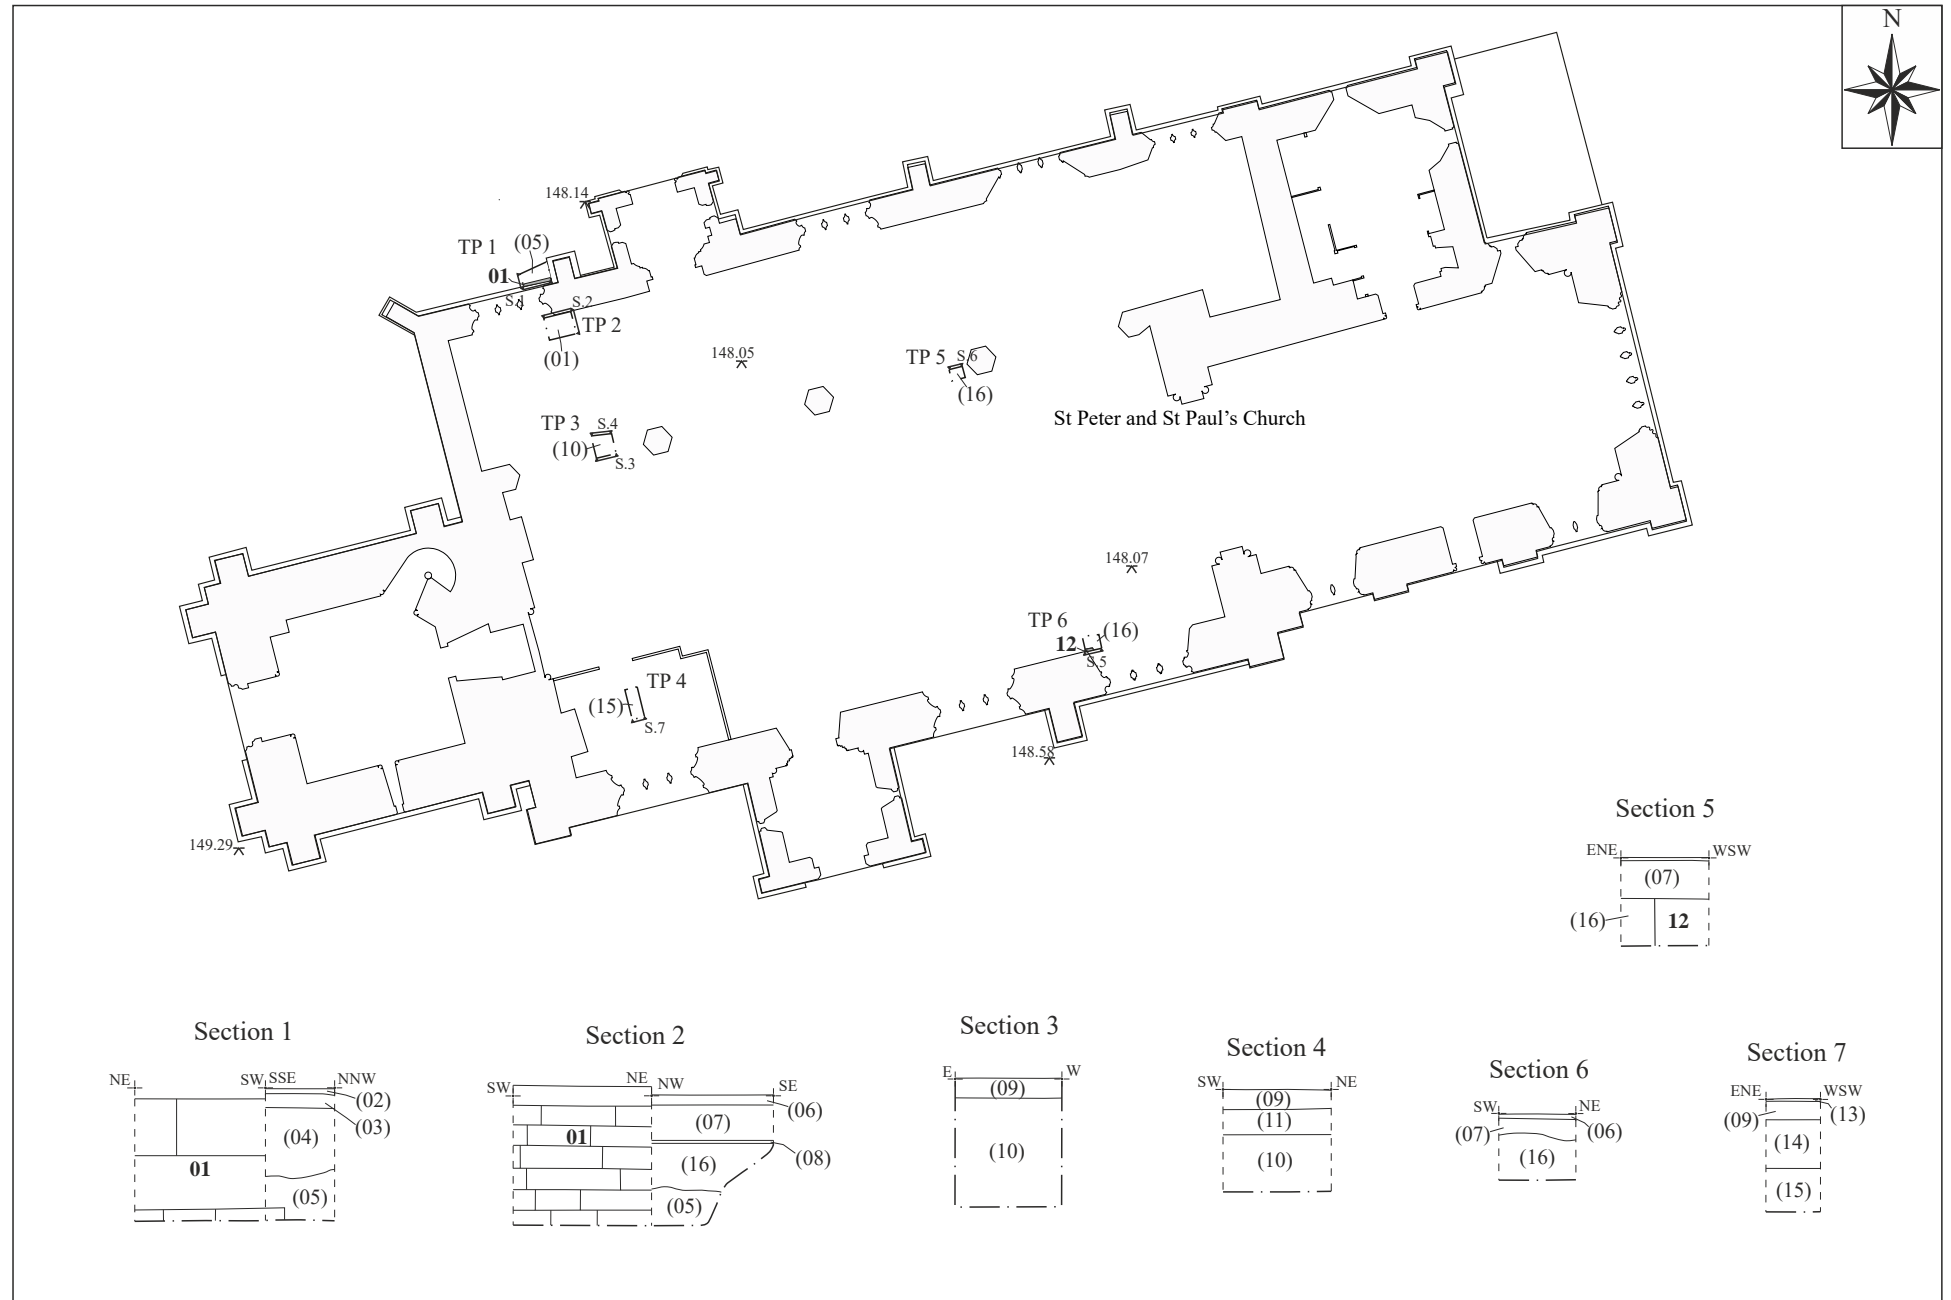 N
148.14
TP 1
(05)
01
S.1
S.2
TP 2
(01)
148.05
TP 5
S.6
(16)
St Peter and St Paul's Church
TP 3
S.4
(10)
S.3
148.07
TP 6
(16)
12
S.5
TP 4
(15)
S.7
148.58
149.29
Section 5
ENE
WSW
(07)
(16)
12
Section 1
NE
SW
SSE
NNW
(02)
(03)
(04)
01
(05)
Section 2
SW
NE
NW
SE
(06)
(07)
01
(08)
(16)
(05)
Section 3
E
W
(09)
(10)
Section 4
SW
NE
(09)
(11)
(10)
Section 6
SW
NE
(07)
(06)
(16)
Section 7
ENE
WSW
(09)
(13)
(14)
(15)